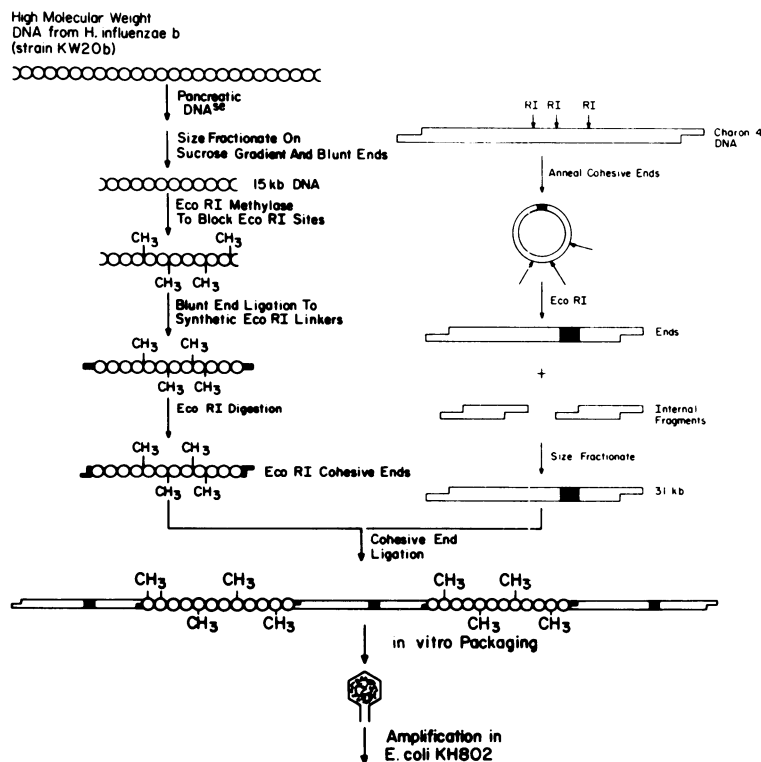 High Molecular Weight
DNA from H. influenzae b
(strain KW20b)
Pancreatic
DNAse
Size Fractionate On
Sucrose Gradient And Blunt Ends
15 kb DNA
Eco RI Methylase
To Block Eco RI Sites
CH3 CH3
CH3 CH3
Blunt End Ligation To
Synthetic Eco RI Linkers
CH3 CH3
CH3 CH3
Eco RI Digestion
CH3 CH3
Eco RI Cohesive Ends
CH3 CH3
RI RI RI
Charon 4
DNA
Anneal Cohesive Ends
Eco RI
Ends
+
Internal
Fragments
Size Fractionate
31 kb
Cohesive End
Ligation
CH3 CH3 CH3 CH3
CH3 CH3 CH3 CH3
in vitro Packaging
Amplification in
E. coli KH802